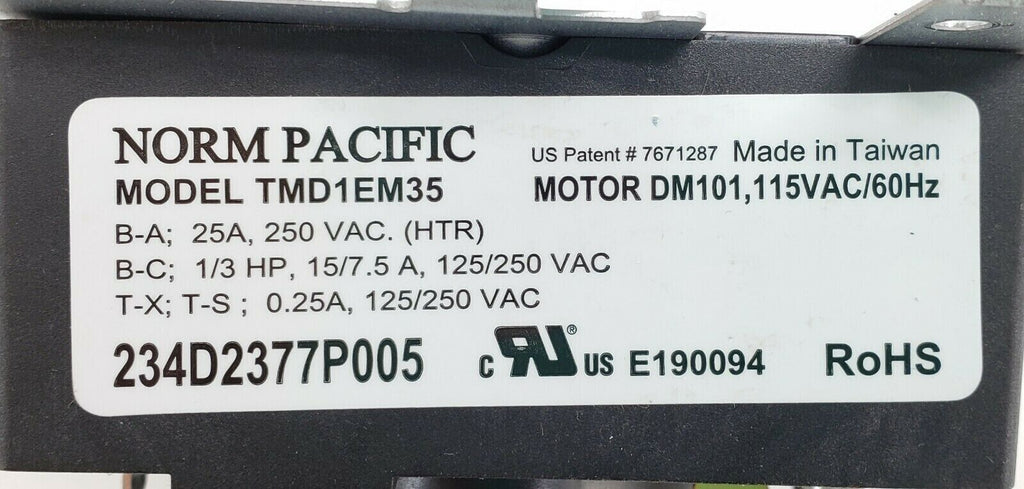 NORM PACIFIC US Patent # 7671287 Made in Taiwan
MODEL TMD1EM35 MOTOR DM101,115VAC/60Hz
B-A; 25A, 250 VAC. (HTR)
B-C; 1/3 HP, 15/7.5 A, 125/250 VAC
T-X; T-S ; 0.25A, 125/250 VAC
234D2377P005 c RU® US E190094 RoHS